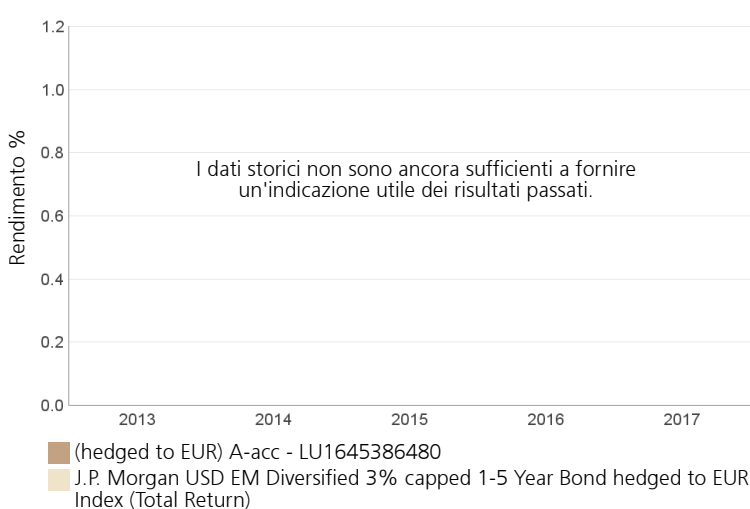 1.2
1.0
0.8
0.6
0.4
0.2
0.0
Rendimento %
I dati storici non sono ancora sufficienti a fornire
un'indicazione utile dei risultati passati.
2013 2014 2015 2016 2017
(hedged to EUR) A-acc - LU1645386480
J.P. Morgan USD EM Diversified 3% capped 1-5 Year Bond hedged to EUR
Index (Total Return)